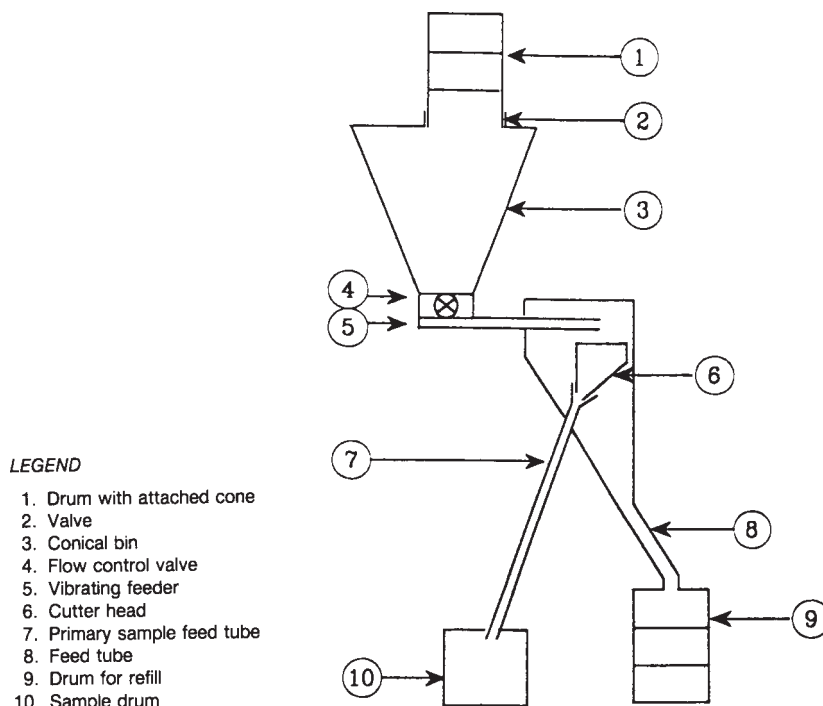 1
2
3
4
5
6
7
8
9
10
LEGEND
1. Drum with attached cone
2. Valve
3. Conical bin
4. Flow control valve
5. Vibrating feeder
6. Cutter head
7. Primary sample feed tube
8. Feed tube
9. Drum for refill
10. Sample drum